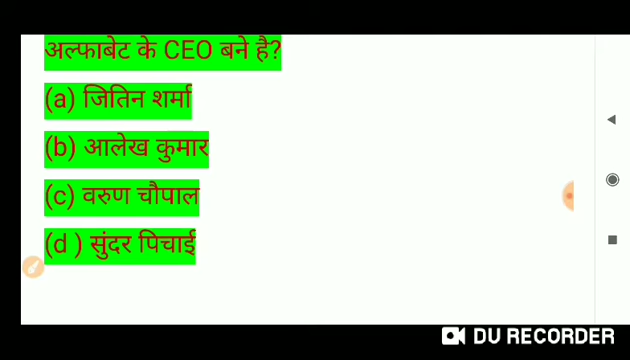 अल्फाबेट के CEO बने है?
(a) जितिन शर्मा
(b) आलेख कुमार
(c) वरुण चौपाल
(d ) सुंदर पिचाई
DU RECORDER